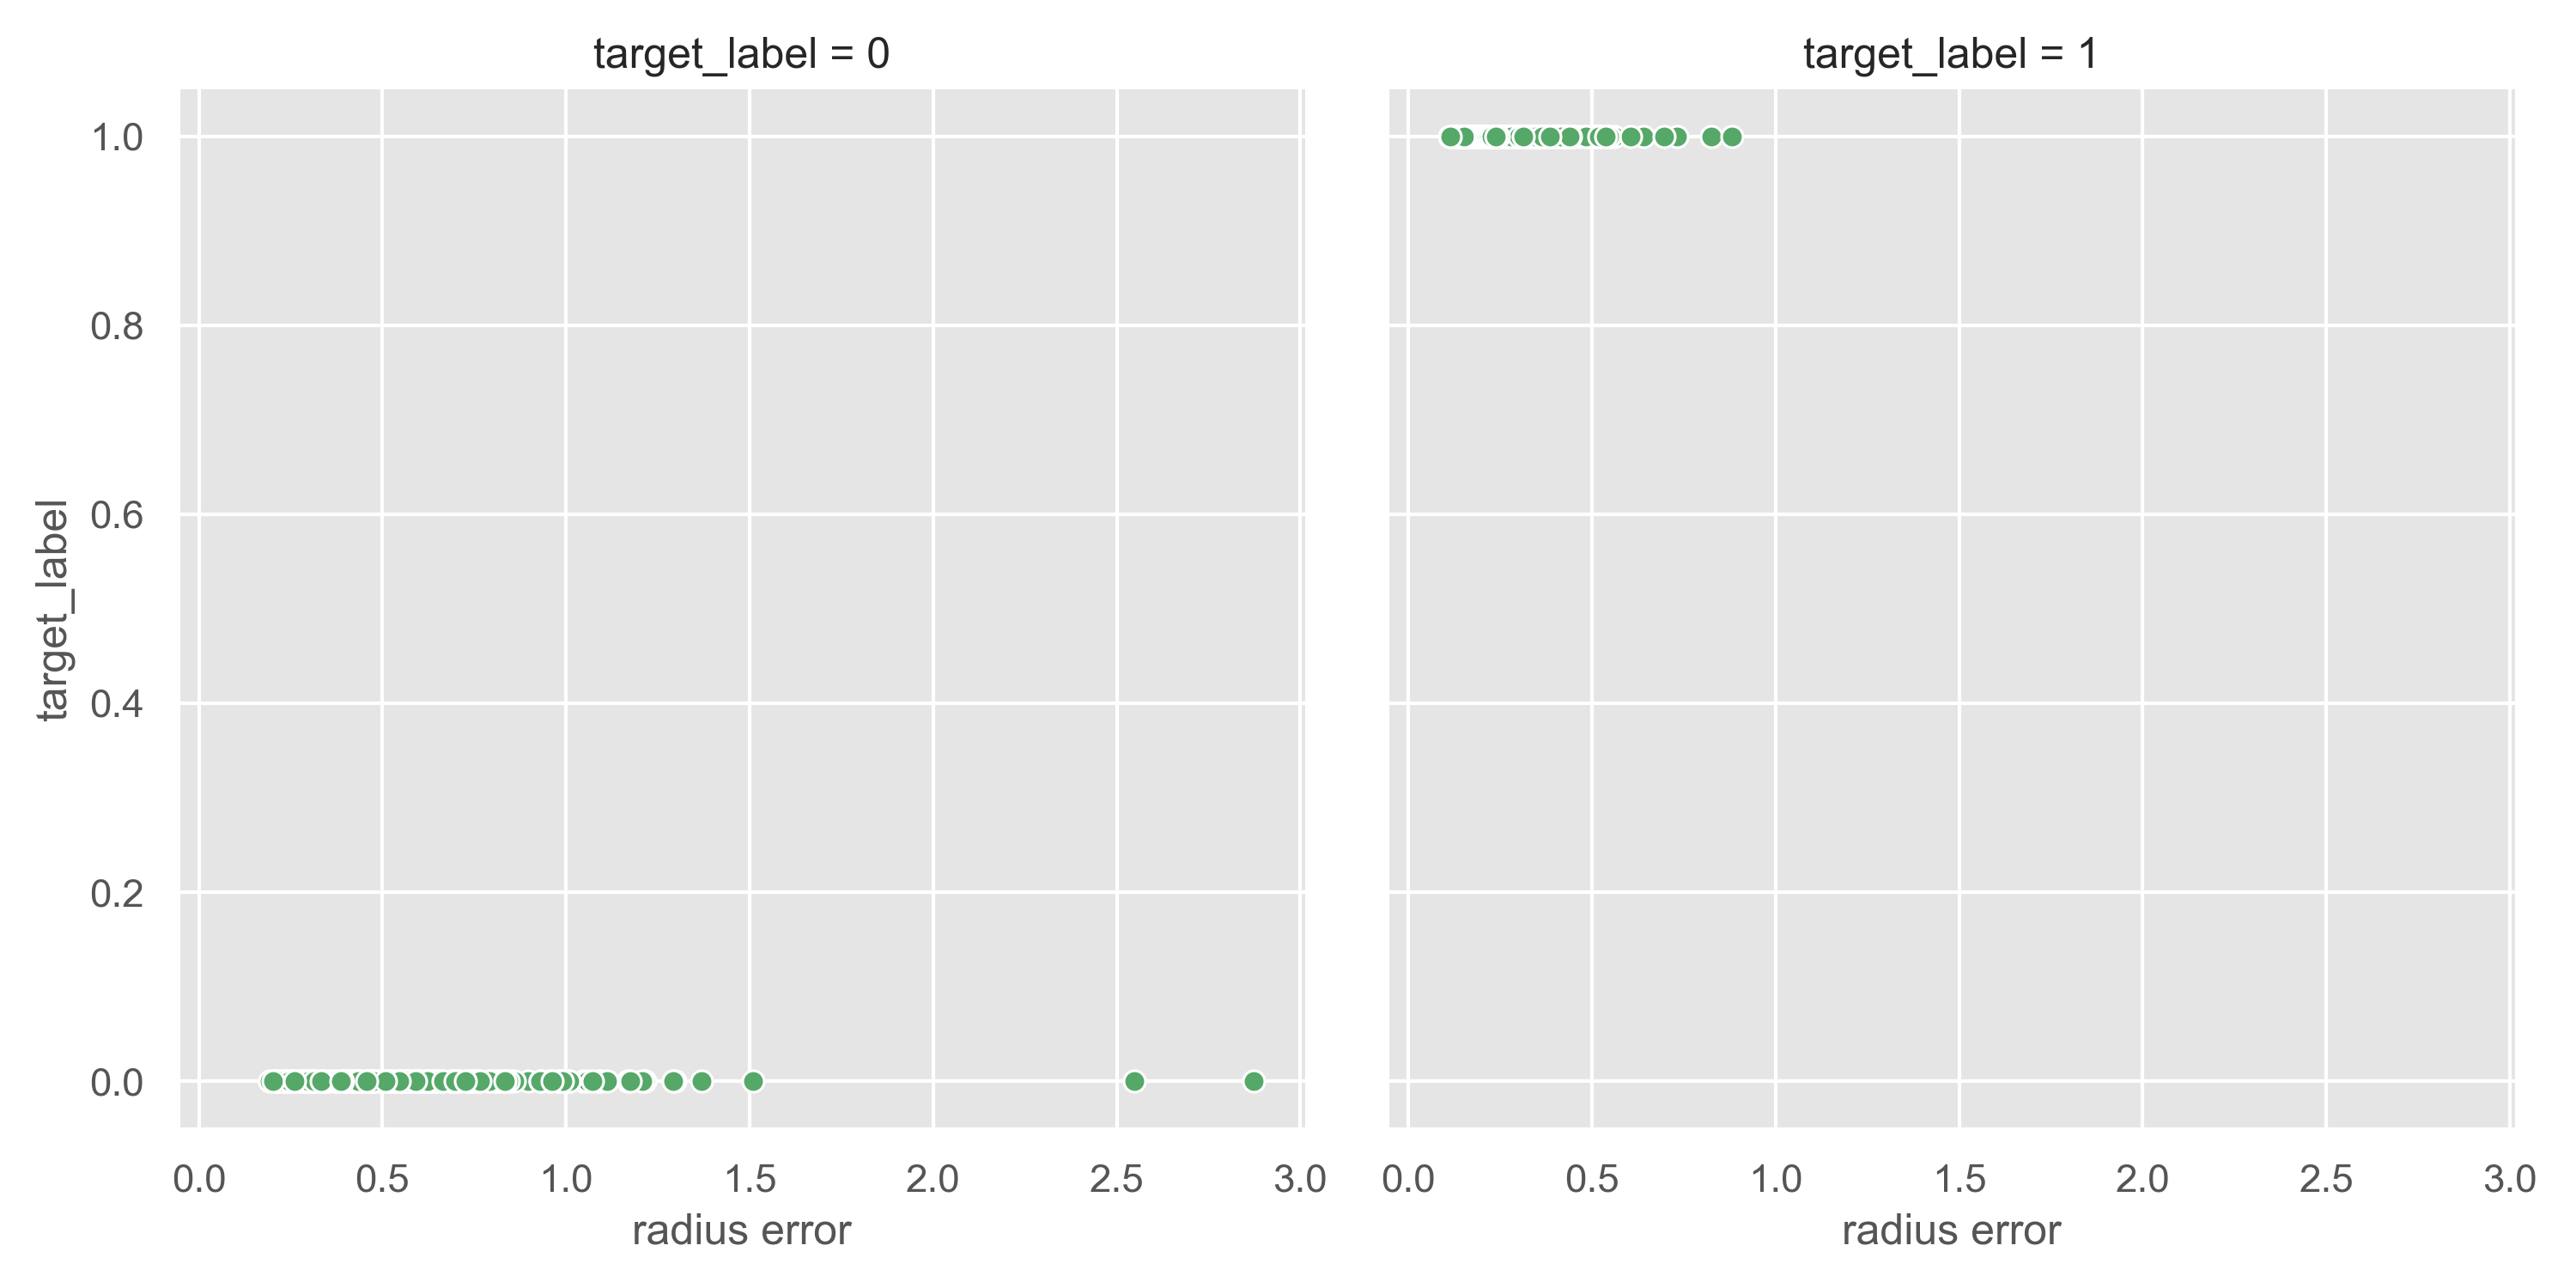 target_label = 0
target_label = 1
target_label
1.0
0.8
0.6
0.4
0.2
0.0
0.0 0.5 1.0 1.5 2.0 2.5 3.0
0.0 0.5 1.0 1.5 2.0 2.5 3.0
radius error
radius error